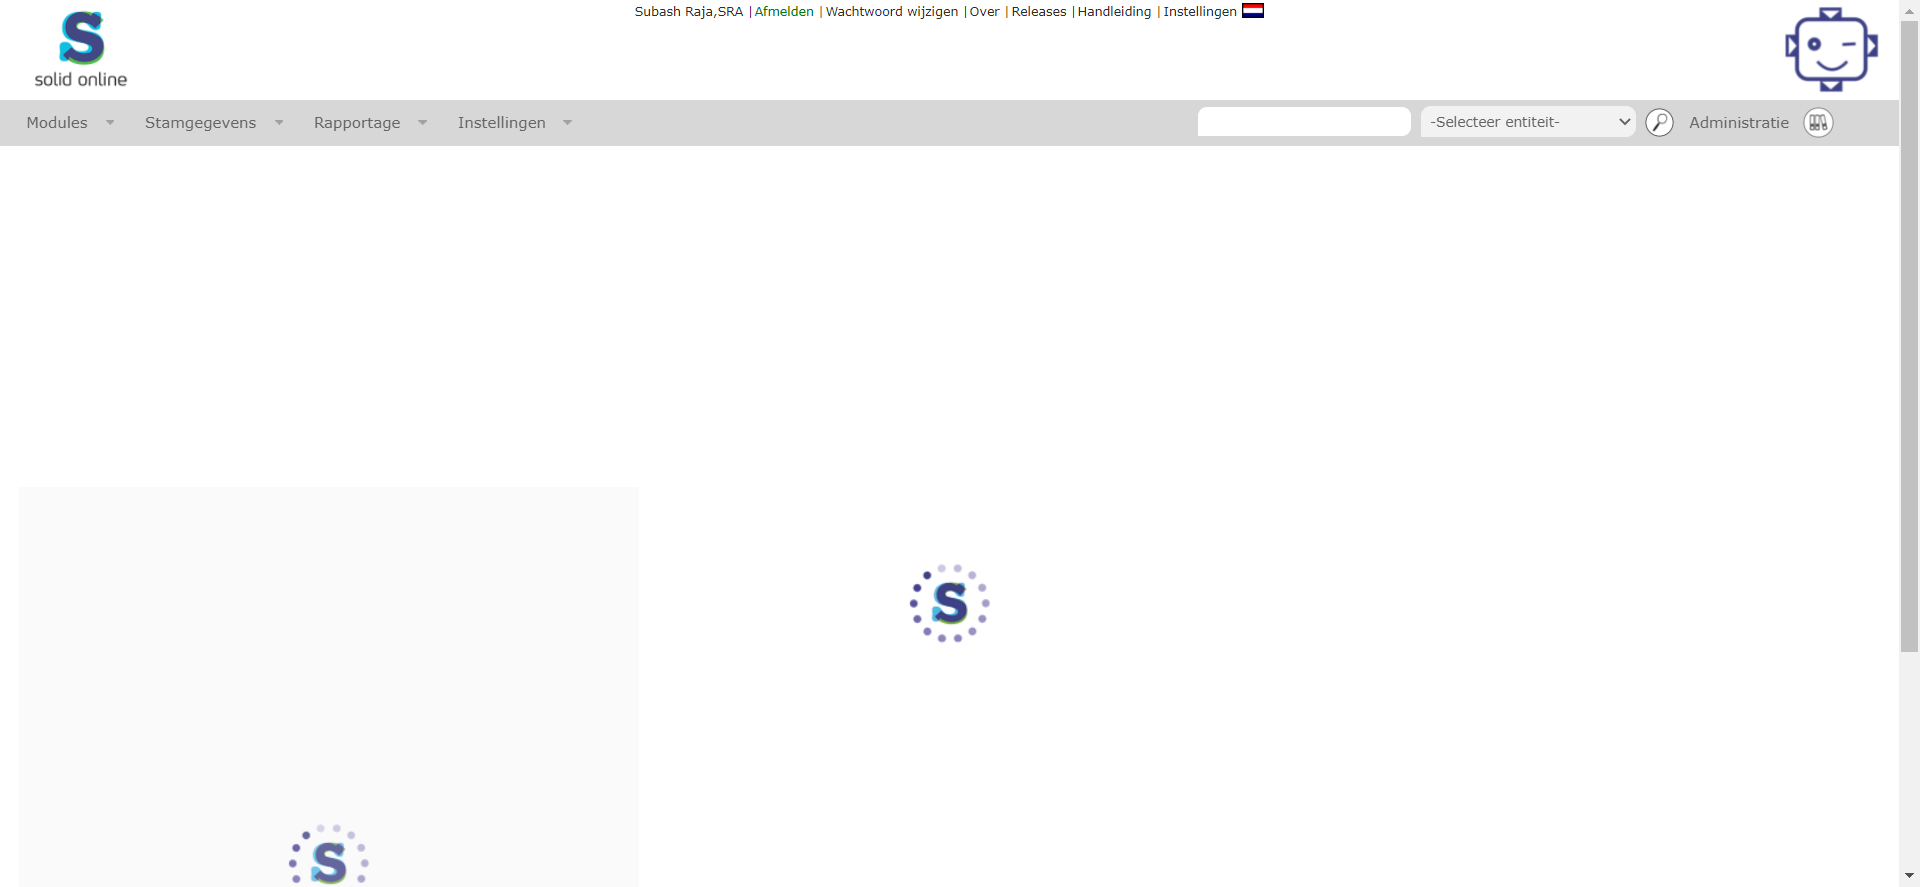 Subash Raja,SRA |Afmelden |Wachtwoord wijzigen |Over |Releases |Handleiding |Instellingen
S
solid online
Modules Stamgegevens Rapportage Instellingen -Selecteer entiteit- Administratie
S
S